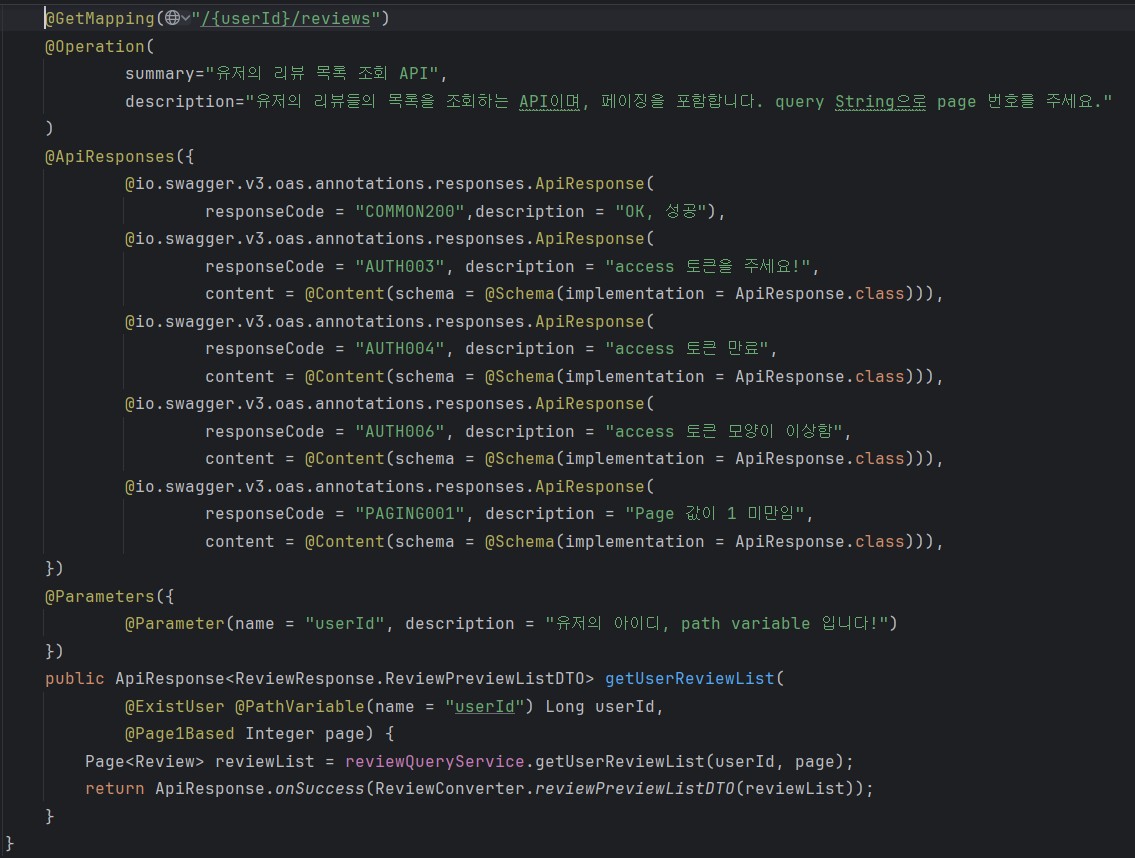 @GetMapping("/{userId}/reviews")
@Operation(
summary="유저의 리뷰 목록 조회 API",
description="유저의 리뷰들의 목록을 조회하는 API이며, 페이징을 포함합니다. query String으로 page 번호를 주세요."
)
@ApiResponses({
@io.swagger.v3.oas.annotations.responses.ApiResponse(
responseCode = "COMMON200",description = "OK, 성공"),
@io.swagger.v3.oas.annotations.responses.ApiResponse(
responseCode = "AUTH003", description = "access 토큰을 주세요!",
content = @Content(schema = @Schema(implementation = ApiResponse.class))),
@io.swagger.v3.oas.annotations.responses.ApiResponse(
responseCode = "AUTH004", description = "access 토큰 만료",
content = @Content(schema = @Schema(implementation = ApiResponse.class))),
@io.swagger.v3.oas.annotations.responses.ApiResponse(
responseCode = "AUTH006", description = "access 토큰 모양이 이상함",
content = @Content(schema = @Schema(implementation = ApiResponse.class))),
@io.swagger.v3.oas.annotations.responses.ApiResponse(
responseCode = "PAGING001", description = "Page 값이 1 미만임",
content = @Content(schema = @Schema(implementation = ApiResponse.class))),
})
@Parameters({
@Parameter(name = "userId", description = "유저의 아이디, path variable 입니다!")
})
public ApiResponse<ReviewResponse.ReviewPreviewListDTO> getUserReviewList(
@ExistUser @PathVariable(name = "userId") Long userId,
@Page1Based Integer page) {
Page<Review> reviewList = reviewQueryService.getUserReviewList(userId, page);
return ApiResponse.onSuccess(ReviewConverter.reviewPreviewListDTO(reviewList));
}
}